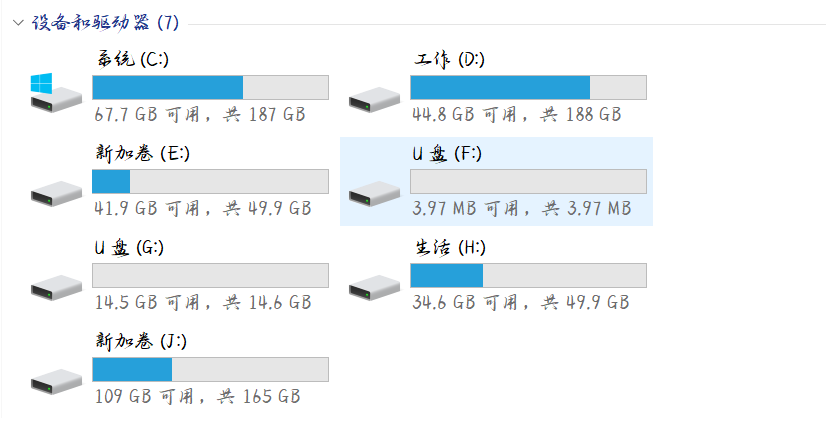 设备和驱动器 (7)
系统 (C:)
67.7 GB 可用，共 187 GB
工作 (D:)
44.8 GB 可用，共 188 GB
新加卷 (E:)
41.9 GB 可用，共 49.9 GB
U 盘 (F:)
3.97 MB 可用，共 3.97 MB
U 盘 (G:)
14.5 GB 可用，共 14.6 GB
生活 (H:)
34.6 GB 可用，共 49.9 GB
新加卷 (J:)
109 GB 可用，共 165 GB